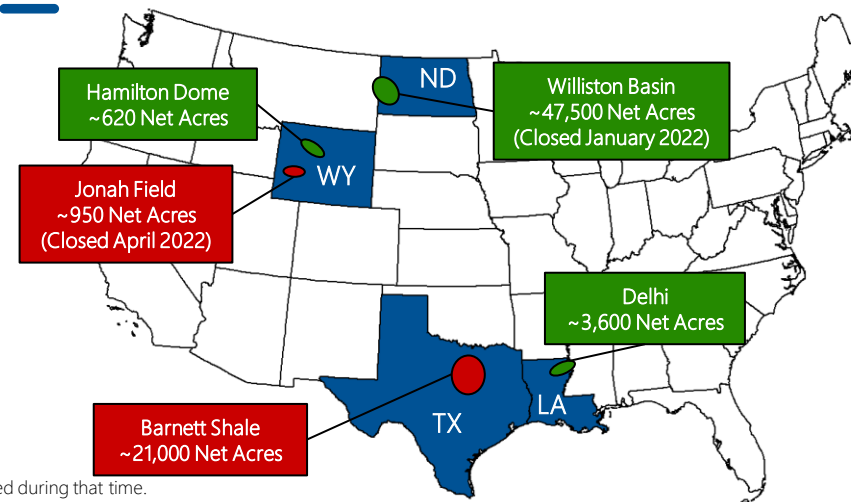 ND
Williston Basin
~47,500 Net Acres
(Closed January 2022)
Hamilton Dome
~620 Net Acres
WY
Jonah Field
~950 Net Acres
(Closed April 2022)
Delhi
~3,600 Net Acres
LA
TX
Barnett Shale
~21,000 Net Acres
ed during that time.